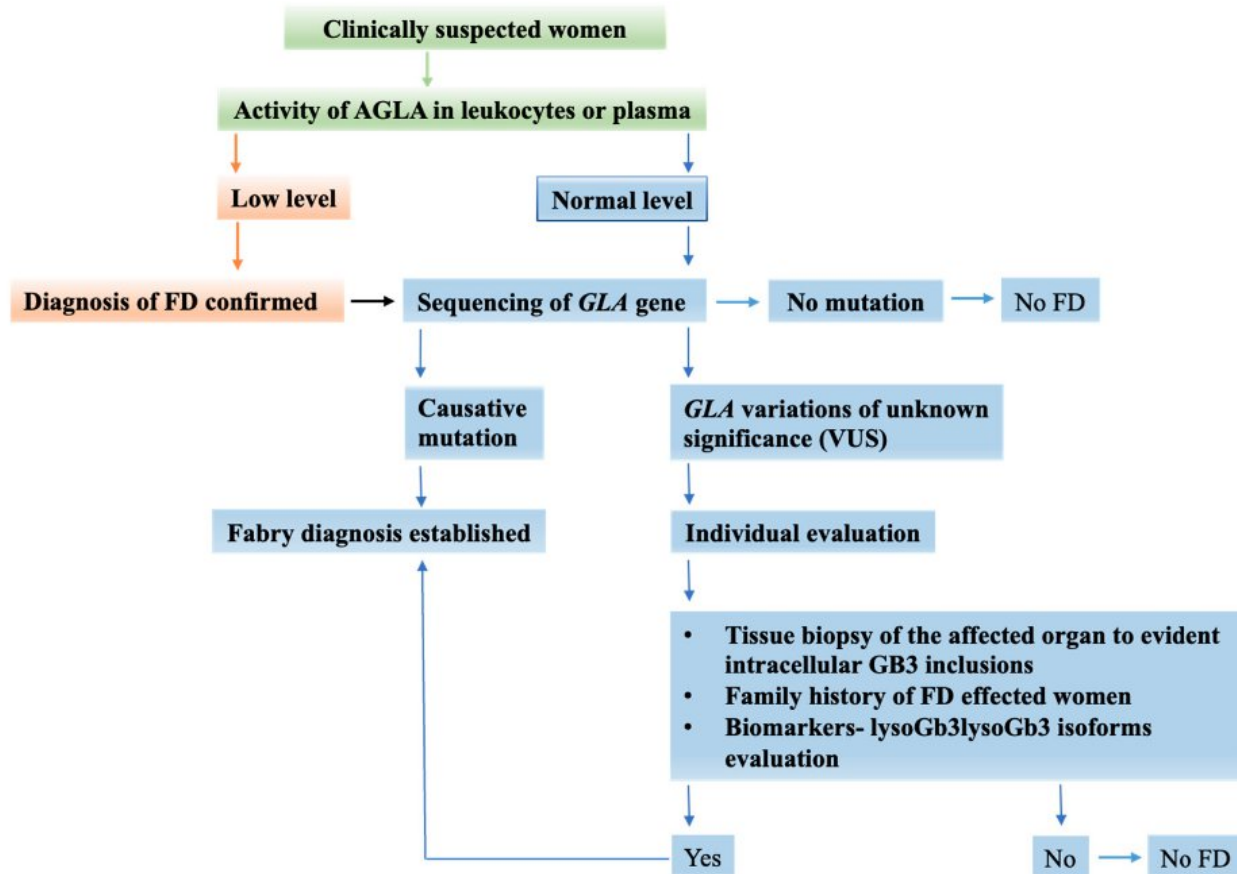 Clinically suspected women
Activity of AGLA in leukocytes or plasma
Low level
Normal level
Diagnosis of FD confirmed
Sequencing of GLA gene
No mutation
No FD
Causative
mutation
GLA variations of unknown
significance (VUS)
Fabry diagnosis established
Individual evaluation
• Tissue biopsy of the affected organ to evident
intracellular GB3 inclusions
• Family history of FD effected women
• Biomarkers- lysoGb3lysoGb3 isoforms
evaluation
Yes
No
No FD